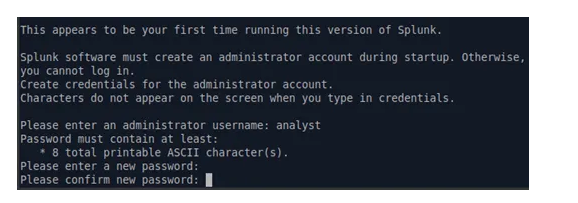 This appears to be your first time running this version of Splunk.
Splunk software must create an administrator account during startup. Otherwise,
you cannot log in.
Create credentials for the administrator account.
Characters do not appear on the screen when you type in credentials.
Please enter an administrator username: analyst
Password must contain at least:
* 8 total printable ASCII character(s).
Please enter a new password:
Please confirm new password: